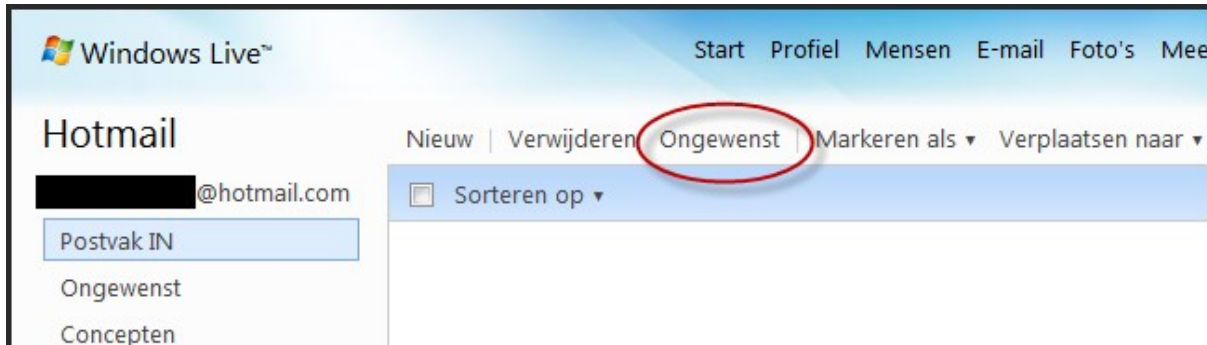 Windows Live™
Start Profiel Mensen E-mail Foto's Mee
Hotmail
Nieuw | Verwijderen Ongewenst | Markeren als ▾ Verplaatsen naar ▾
@hotmail.com
Sorteren op ▾
Postvak IN
Ongewenst
Concepten